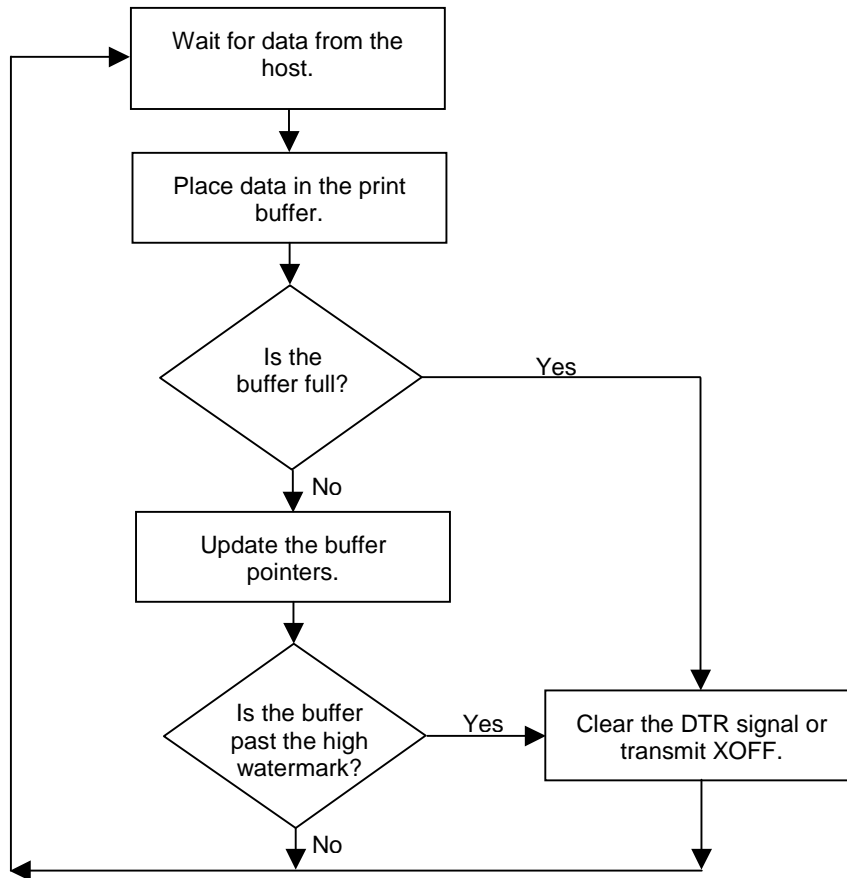 Wait for data from the
host.
Place data in the print
buffer.
Is the
buffer full?
Yes
No
Update the buffer
pointers.
Is the buffer
past the high
watermark?
Yes
Clear the DTR signal or
transmit XOFF.
No